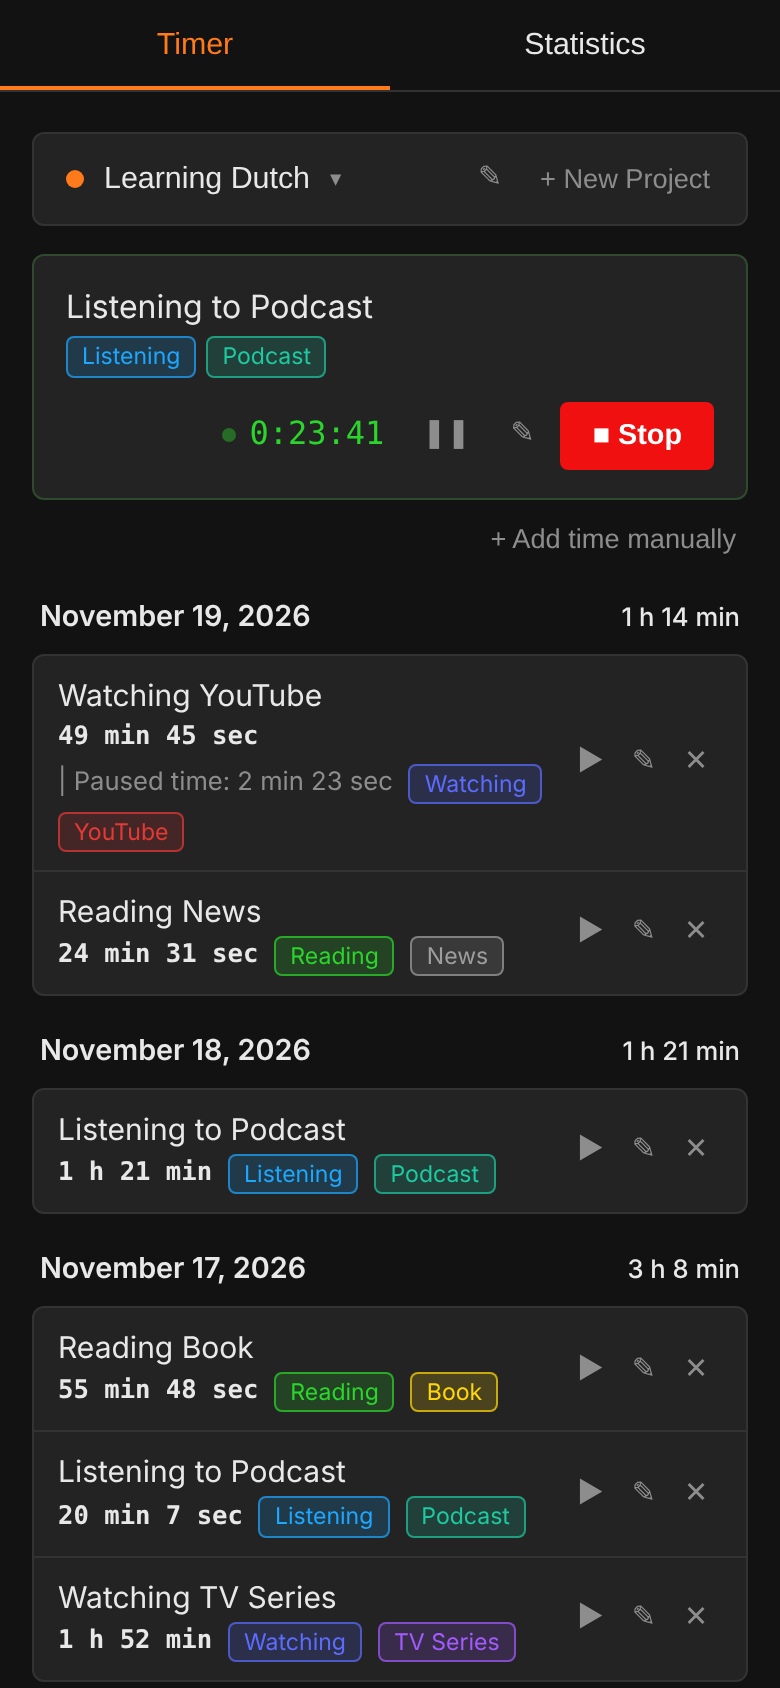 Timer Statistics
Learning Dutch ▾ ✎ + New Project
Listening to Podcast
Listening Podcast
0:23:41 ❚❚ ✎ ■ Stop
+ Add time manually
November 19, 2026 1 h 14 min
Watching YouTube
49 min 45 sec
| Paused time: 2 min 23 sec Watching
YouTube
▶ ✎ ✕
Reading News
24 min 31 sec Reading News
▶ ✎ ✕
November 18, 2026 1 h 21 min
Listening to Podcast
1 h 21 min Listening Podcast
▶ ✎ ✕
November 17, 2026 3 h 8 min
Reading Book
55 min 48 sec Reading Book
▶ ✎ ✕
Listening to Podcast
20 min 7 sec Listening Podcast
▶ ✎ ✕
Watching TV Series
1 h 52 min Watching TV Series
▶ ✎ ✕